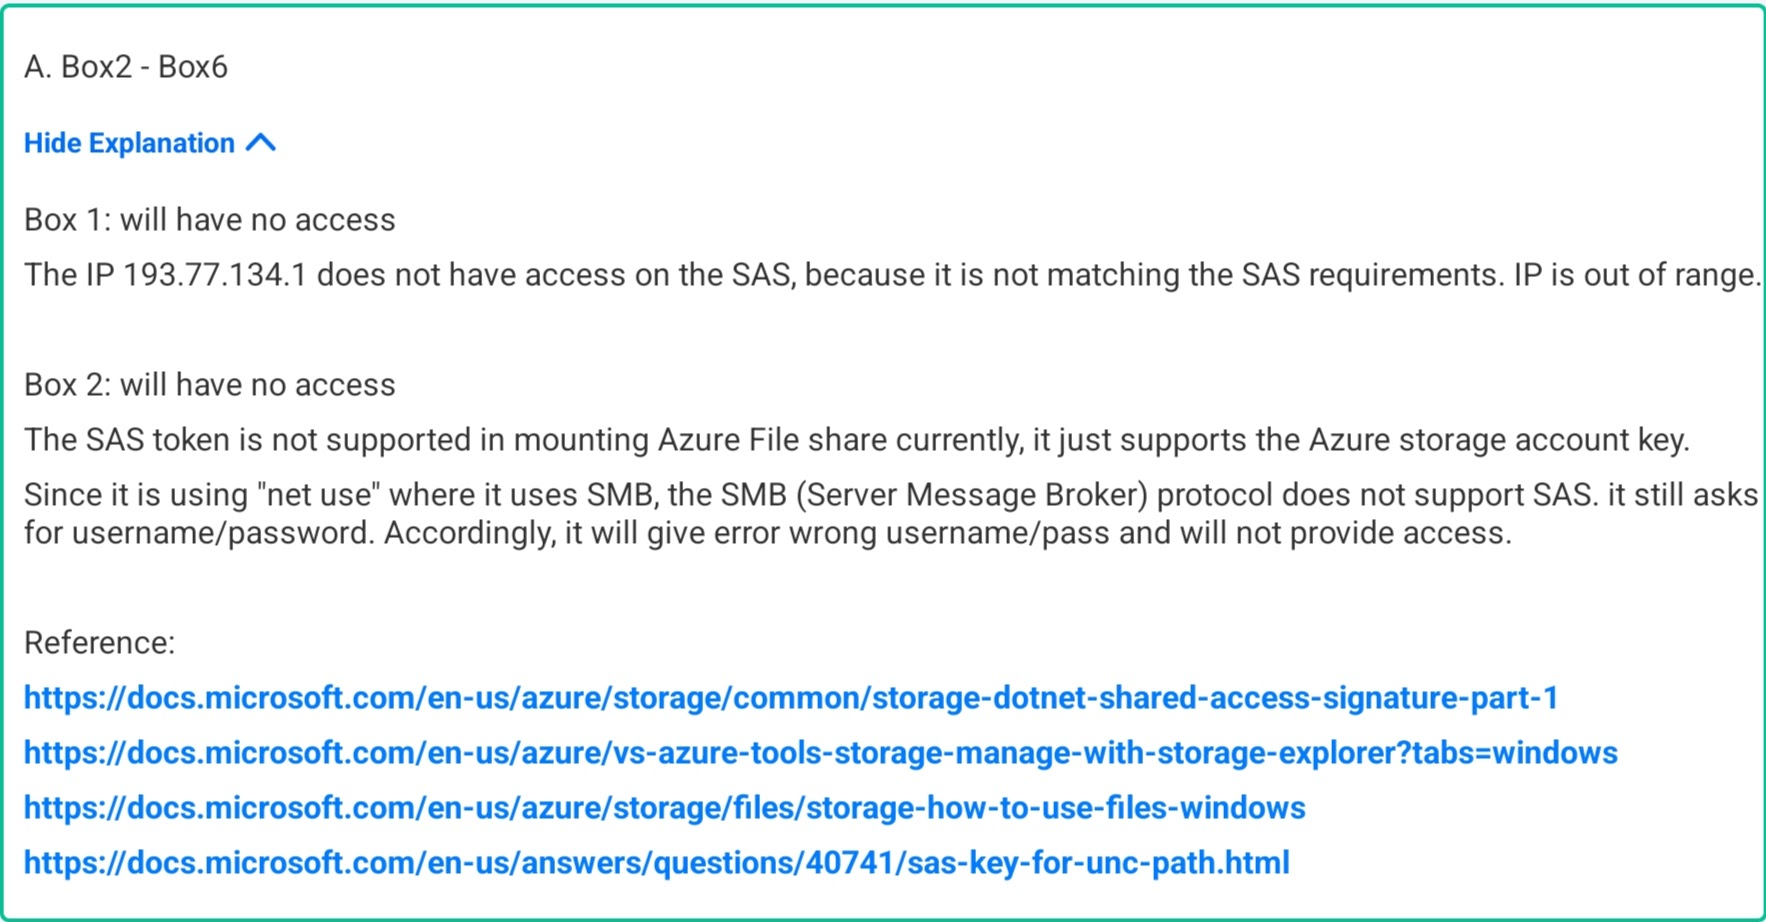 A. Box2 - Box6
Hide Explanation
Box 1: will have no access
The IP 193.77.134.1 does not have access on the SAS, because it is not matching the SAS requirements. IP is out of range.
Box 2: will have no access
The SAS token is not supported in mounting Azure File share currently, it just supports the Azure storage account key.
Since it is using "net use" where it uses SMB, the SMB (Server Message Broker) protocol does not support SAS. it still asks
for username/password. Accordingly, it will give error wrong username/pass and will not provide access.
Reference:
https://docs.microsoft.com/en-us/azure/storage/common/storage-dotnet-shared-access-signature-part-1
https://docs.microsoft.com/en-us/azure/vs-azure-tools-storage-manage-with-storage-explorer?tabs=windows
https://docs.microsoft.com/en-us/azure/storage/files/storage-how-to-use-files-windows
https://docs.microsoft.com/en-us/answers/questions/40741/sas-key-for-unc-path.html